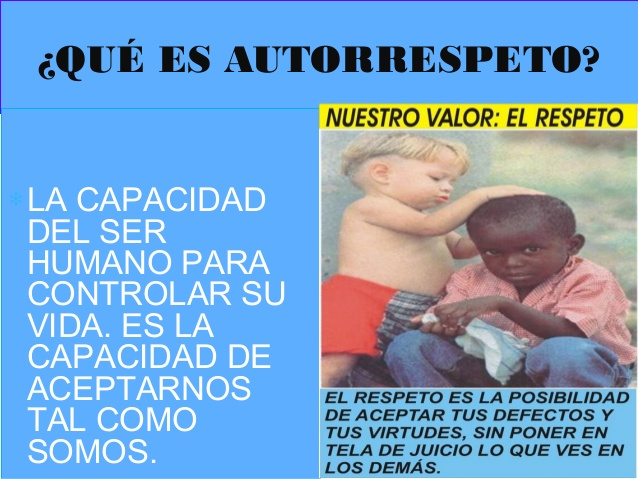 ¿QUÉ ES AUTORRESPETO?
LA CAPACIDAD
DEL SER
HUMANO PARA
CONTROLAR SU
VIDA. ES LA
CAPACIDAD DE
ACEPTARNOS
TAL COMO
SOMOS.
NUESTRO VALOR: EL RESPETO
EL RESPETO ES LA POSIBILIDAD
DE ACEPTAR TUS DEFECTOS Y
TUS VIRTUDES, SIN PONER EN
TELA DE JUICIO LO QUE VES EN
LOS DEMÁS.